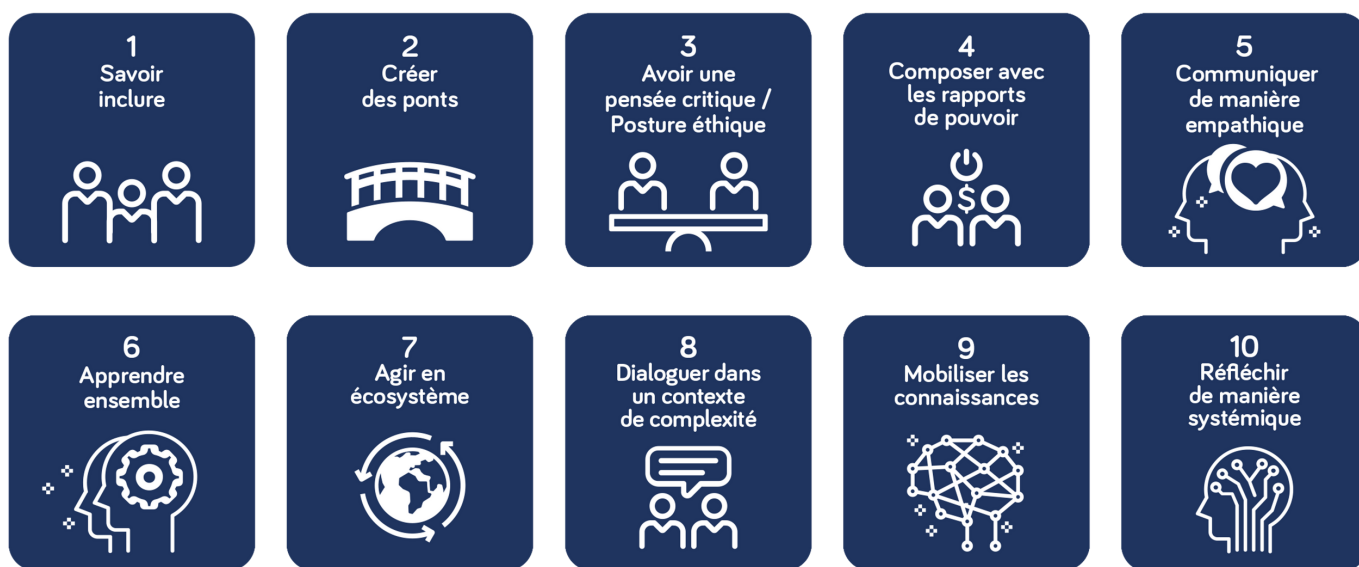 1
Savoir
inclure
2
Créer
des ponts
3
Avoir une
pensée critique /
Posture éthique
4
Composer avec
les rapports
de pouvoir
$
5
Communiquer
de manière
empathique
6
Apprendre
ensemble
7
Agir en
écosystème
8
Dialoguer dans
un contexte
de complexité
9
Mobiliser les
connaissances
10
Réfléchir
de manière
systémique